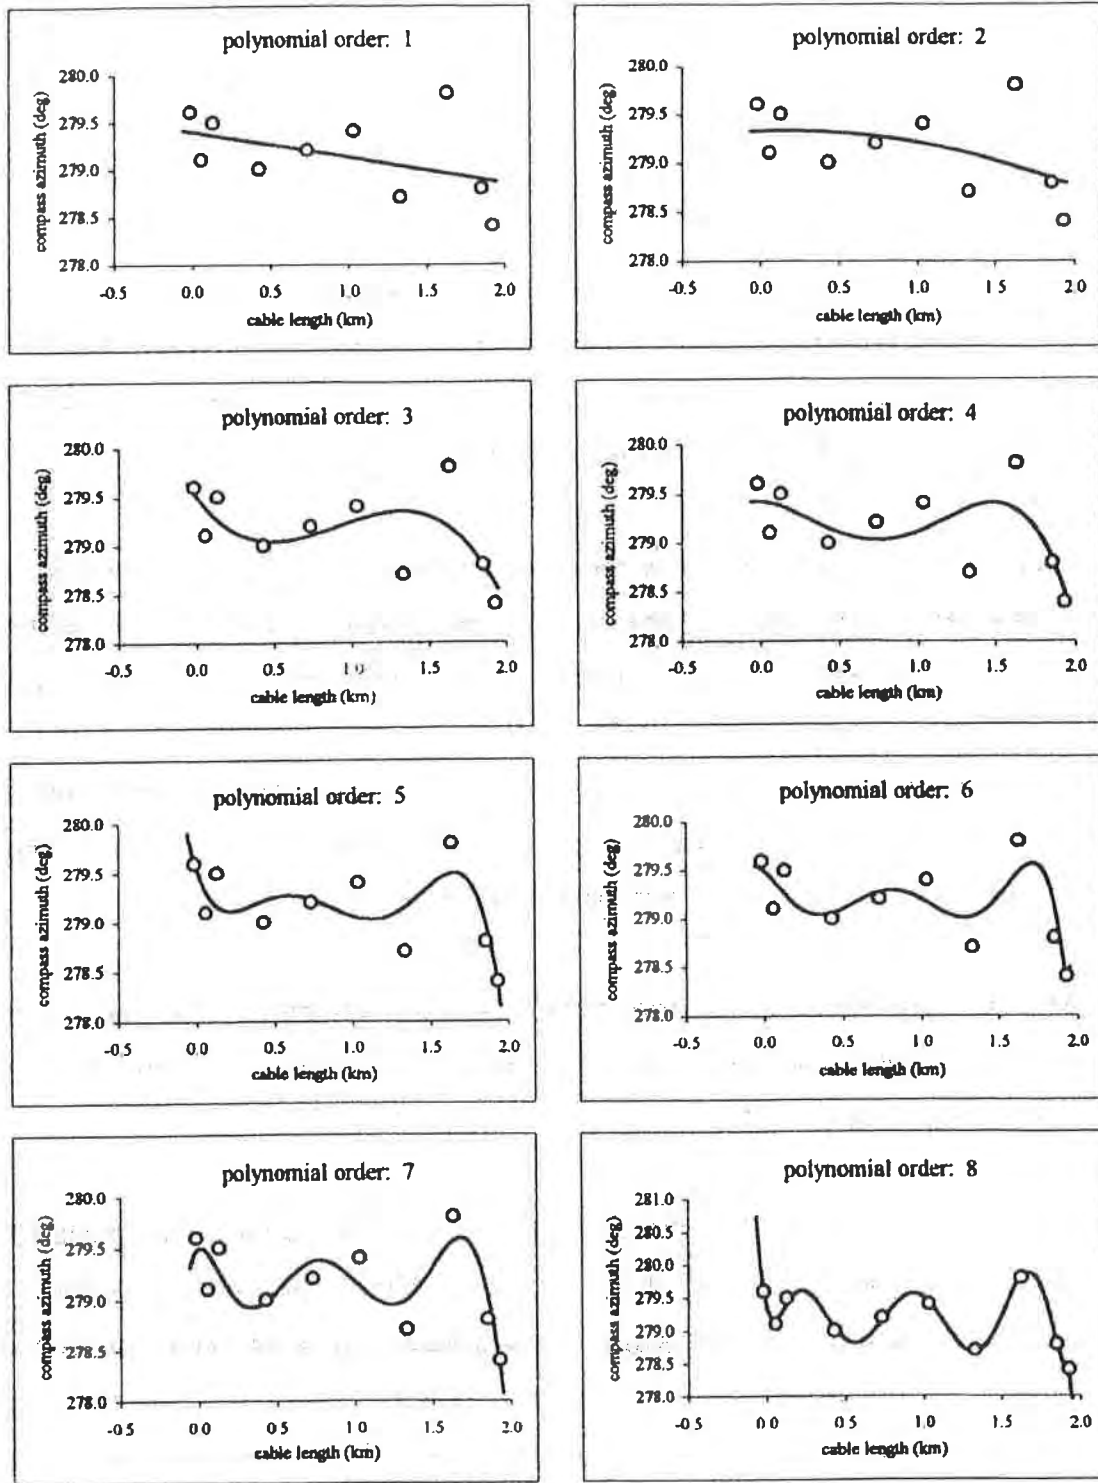 polynomial order: 1
280.0
279.5
279.0
278.5
278.0
compass azimuth (deg)
-0.5 0.0 0.5 1.0 1.5 2.0
cable length (km)
polynomial order: 2
280.0
279.5
279.0
278.5
278.0
compass azimuth (deg)
-0.5 0.0 0.5 1.0 1.5 2.0
cable length (km)
polynomial order: 3
280.0
279.5
279.0
278.5
278.0
compass azimuth (deg)
-0.5 0.0 0.5 1.0 1.5 2.0
cable length (km)
polynomial order: 4
280.0
279.5
279.0
278.5
278.0
compass azimuth (deg)
-0.5 0.0 0.5 1.0 1.5 2.0
cable length (km)
polynomial order: 5
280.0
279.5
279.0
278.5
278.0
compass azimuth (deg)
-0.5 0.0 0.5 1.0 1.5 2.0
cable length (km)
polynomial order: 6
280.0
279.5
279.0
278.5
278.0
compass azimuth (deg)
-0.5 0.0 0.5 1.0 1.5 2.0
cable length (km)
polynomial order: 7
280.0
279.5
279.0
278.5
278.0
compass azimuth (deg)
-0.5 0.0 0.5 1.0 1.5 2.0
cable length (km)
polynomial order: 8
281.0
280.5
280.0
279.5
279.0
278.5
278.0
compass azimuth (deg)
-0.5 0.0 0.5 1.0 1.5 2.0
cable length (km)